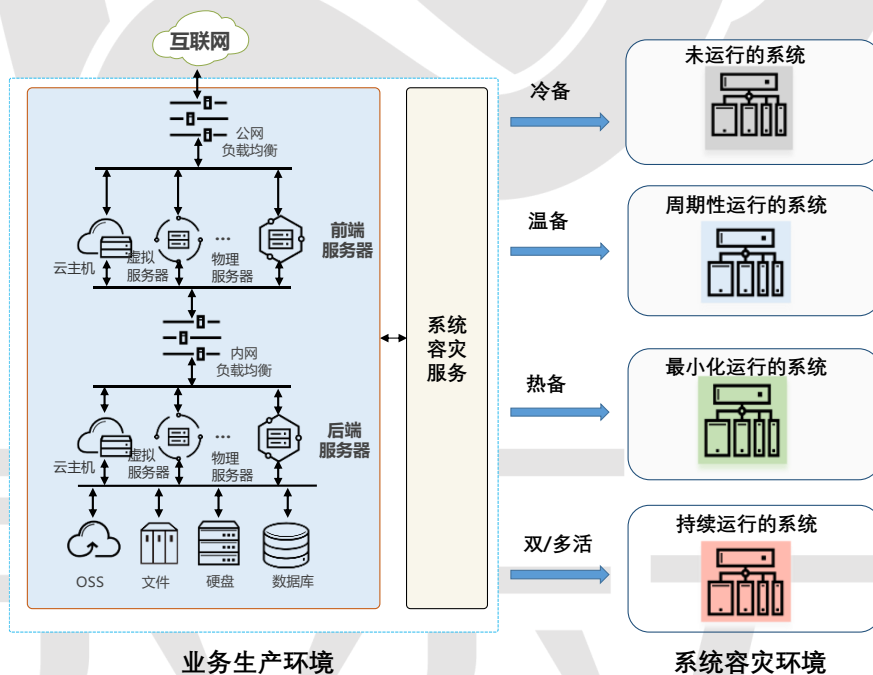 互联网
公网
负载均衡
云主机
虚拟
服务器
...
物理
服务器
前端
服务器
内网
负载均衡
云主机
虚拟
服务器
...
物理
服务器
后端
服务器
OSS
文件
硬盘
数据库
业务生产环境
系统
容灾
服务
冷备
温备
热备
双/多活
未运行的系统
周期性运行的系统
最小化运行的系统
持续运行的系统
系统容灾环境